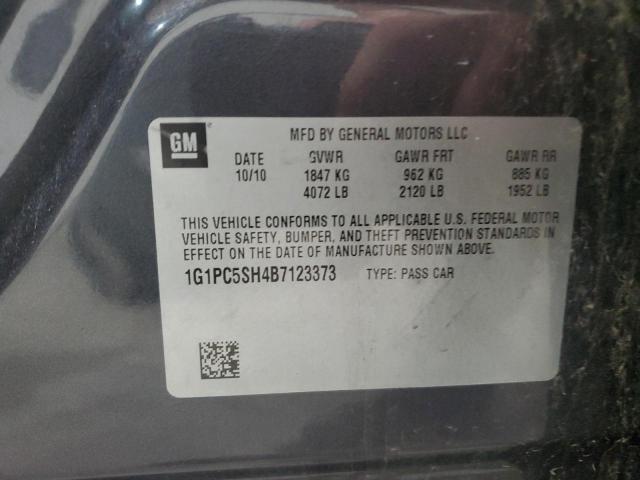 GM
MFD BY GENERAL MOTORS LLC
DATE GVWR GAWR FRT GAWR RR
10/10 1847 KG 962 KG 885 KG
4072 LB 2120 LB 1952 LB
THIS VEHICLE CONFORMS TO ALL APPLICABLE U.S. FEDERAL MOTOR
VEHICLE SAFETY, BUMPER, AND THEFT PREVENTION STANDARDS IN
EFFECT ON THE DATE OF MANUFACTURE SHOWN ABOVE.
1G1PC5SH4B7123373 TYPE: PASS CAR